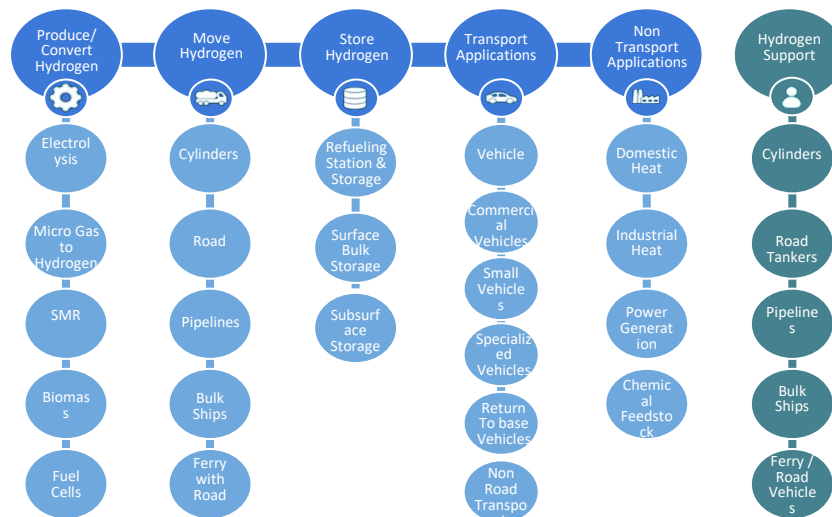 Produce/
Convert
Hydrogen
Electrol
ysis
Micro Gas
to
Hydrogen
SMR
Biomas
s
Fuel
Cells
Move
Hydrogen
Cylinders
Road
Pipelines
Bulk
Ships
Ferry
with
Road
Store
Hydrogen
Refueling
Station &
Storage
Surface
Bulk
Storage
Subsurf
ace
Storage
Transport
Applications
Vehicle
Commerci
al
Vehicles
Small
Vehicle
s
Specializ
ed
Vehicles
Return
To base
Vehicles
Non
Road
Transpo
Non
Transport
Applications
Domestic
Heat
Industrial
Heat
Power
Generat
ion
Chemi
cal
Feedsto
ck
Hydrogen
Support
Cylinders
Road
Tankers
Pipeline
s
Bulk
Ships
Ferry /
Road
Vehicle
s